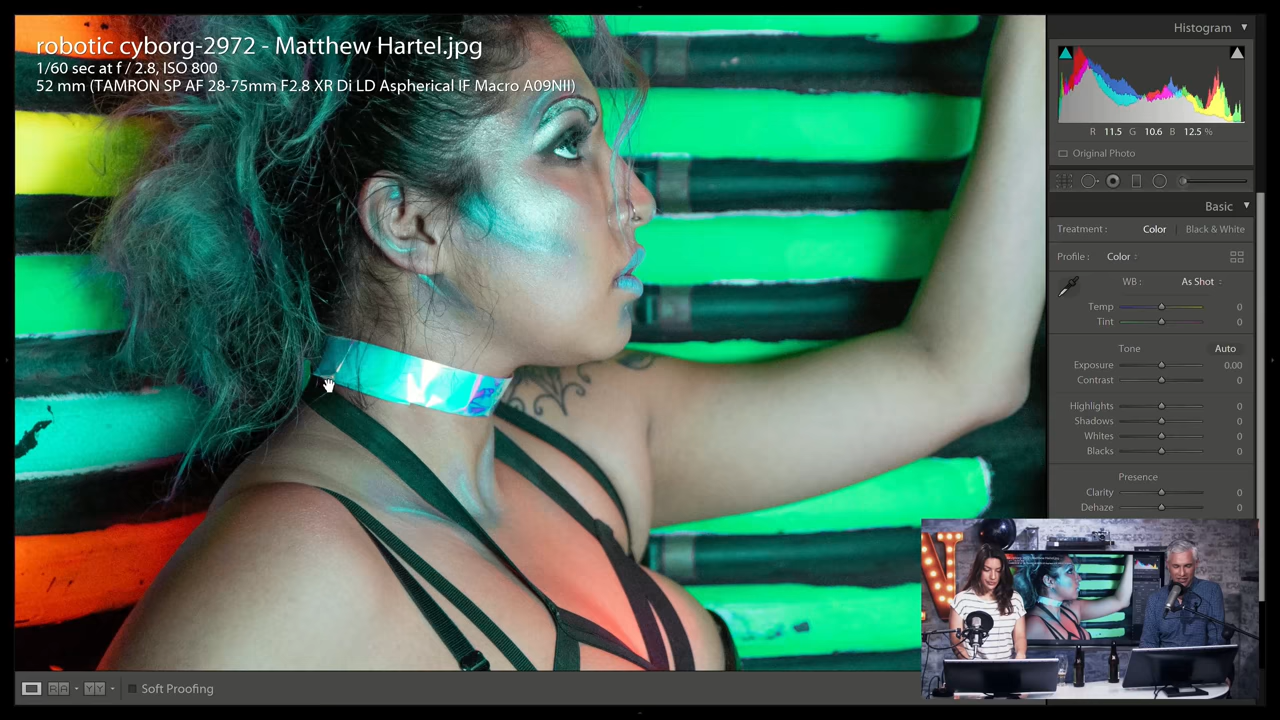 robotic cyborg-2972 - Matthew Hartel.jpg
1/60 sec at f / 2.8, ISO 800
52 mm (TAMRON SP AF 28-75mm F2.8 XR Di LD Aspherical IF Macro A09NII)
Histogram
R 11.5 G 10.6 B 12.5 %
Original Photo
Basic
Treatment : Color Black & White
Profile : Color
WB : As Shot
Temp 0
Tint 0
Tone Auto
Exposure 0.00
Contrast 0
Highlights 0
Shadows 0
Whites 0
Blacks 0
Presence
Clarity 0
Dehaze 0
N
R A Y Y Soft Proofing